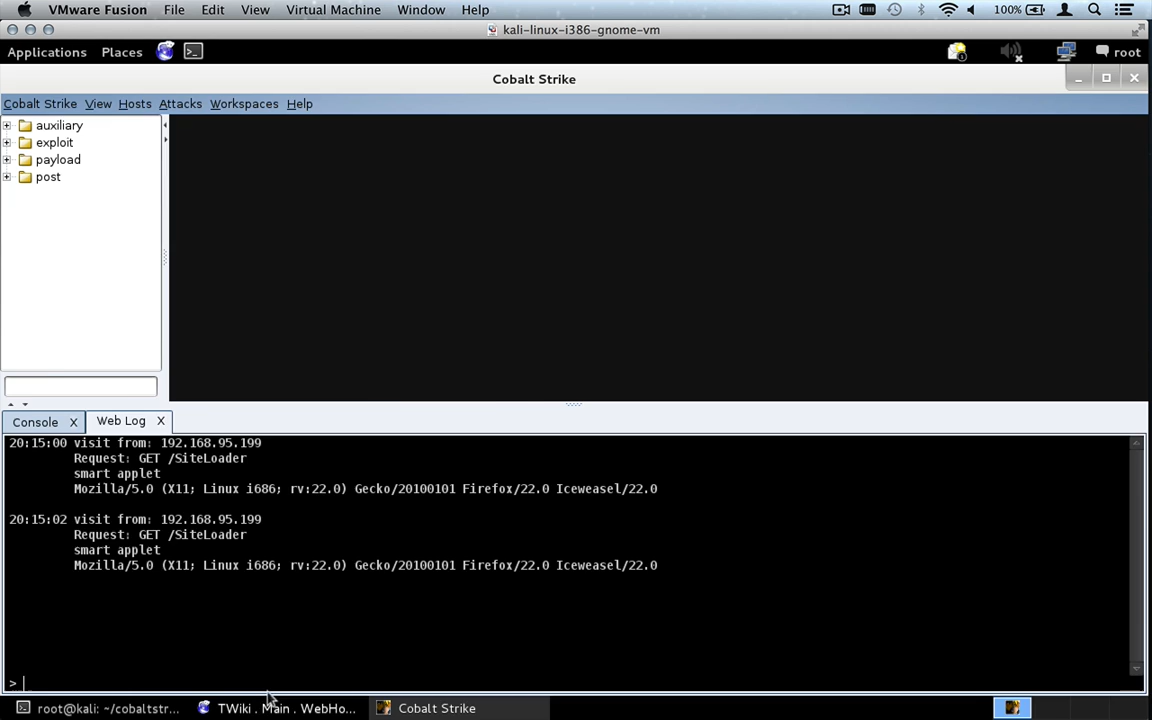 VMware Fusion File Edit View Virtual Machine Window Help 100%
kali-linux-i386-gnome-vm
Applications Places root
Cobalt Strike
Cobalt Strike View Hosts Attacks Workspaces Help
auxiliary
exploit
payload
post
Console X Web Log X
20:15:00 visit from: 192.168.95.199
Request: GET /SiteLoader
smart applet
Mozilla/5.0 (X11; Linux i686; rv:22.0) Gecko/20100101 Firefox/22.0 Iceweasel/22.0
20:15:02 visit from: 192.168.95.199
Request: GET /SiteLoader
smart applet
Mozilla/5.0 (X11; Linux i686; rv:22.0) Gecko/20100101 Firefox/22.0 Iceweasel/22.0
>
root@kali: ~/cobaltstr... TWiki . Main . WebHo... Cobalt Strike